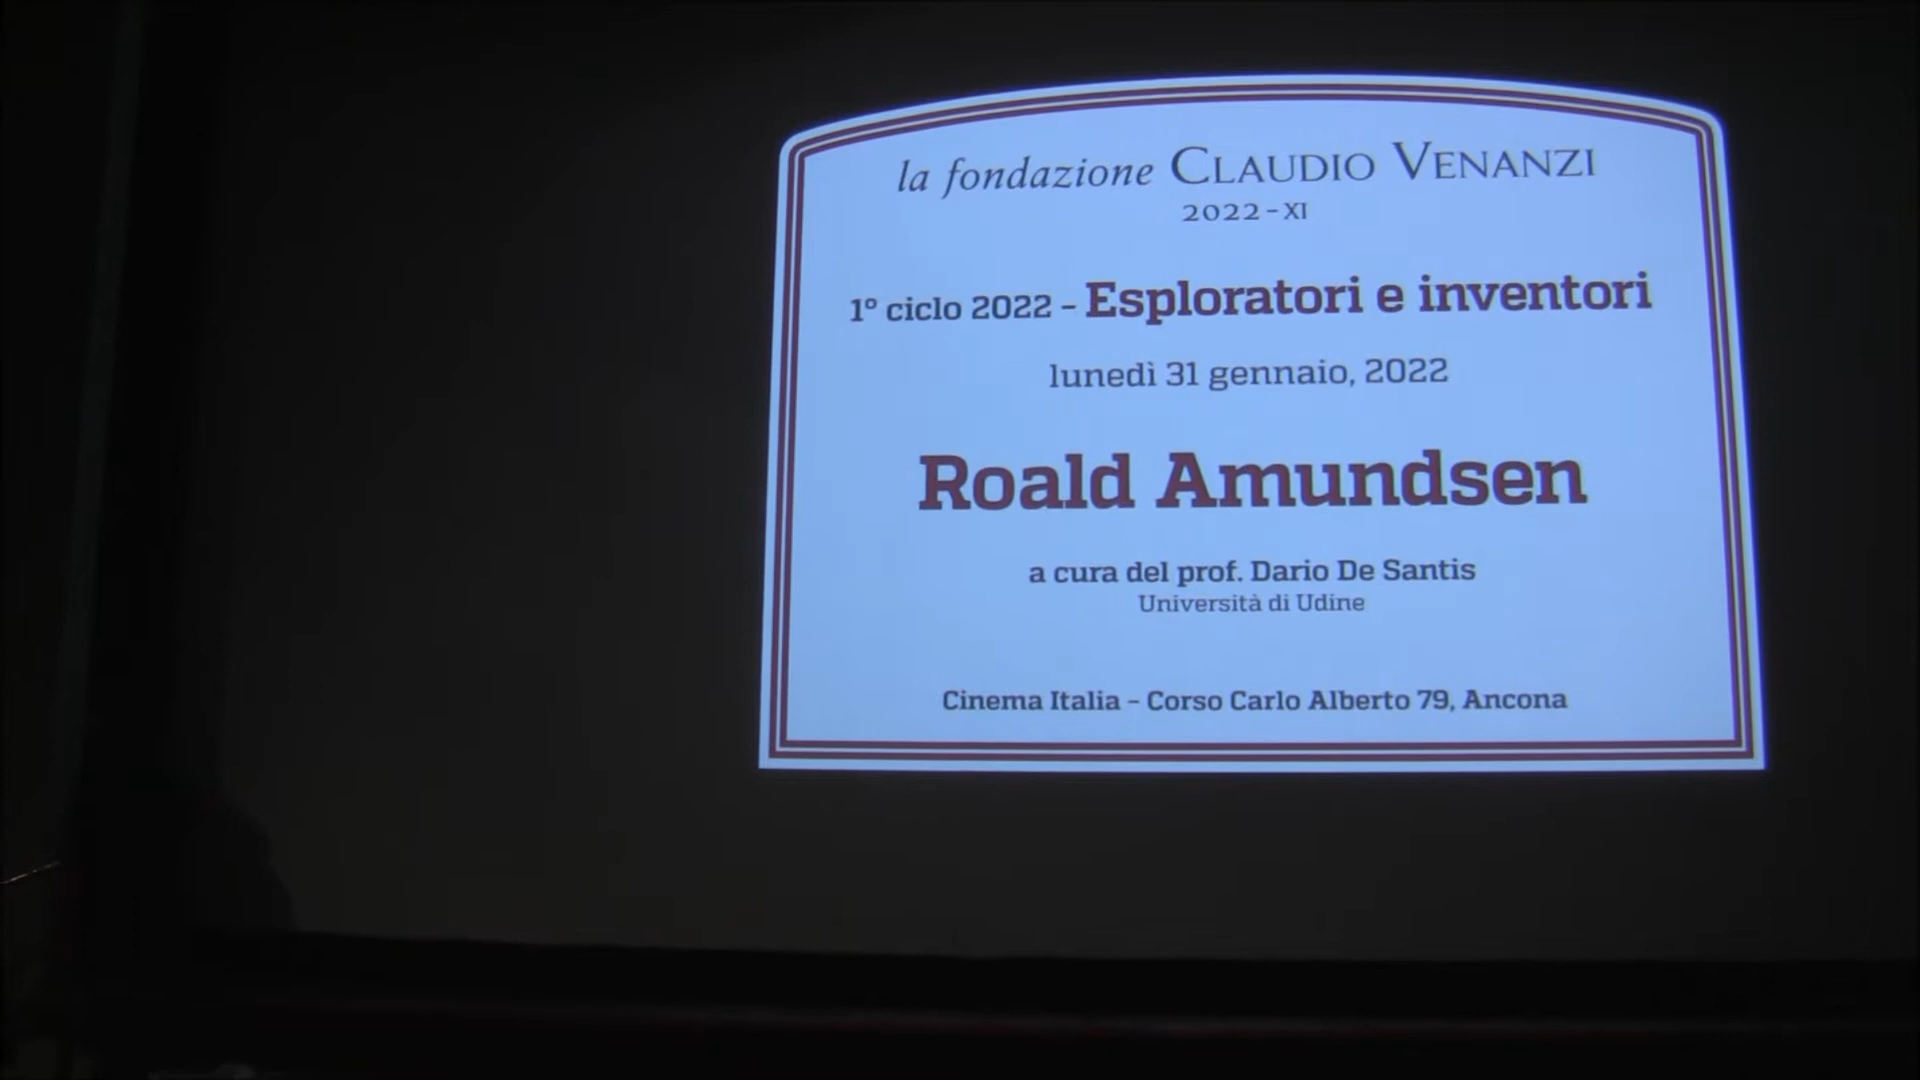 la fondazione CLAUDIO VENANZI
2022-XI
1º ciclo 2022 - Esploratori e inventori
lunedì 31 gennaio, 2022
Roald Amundsen
a cura del prof. Dario De Santis
Università di Udine
Cinema Italia - Corso Carlo Alberto 79, Ancona